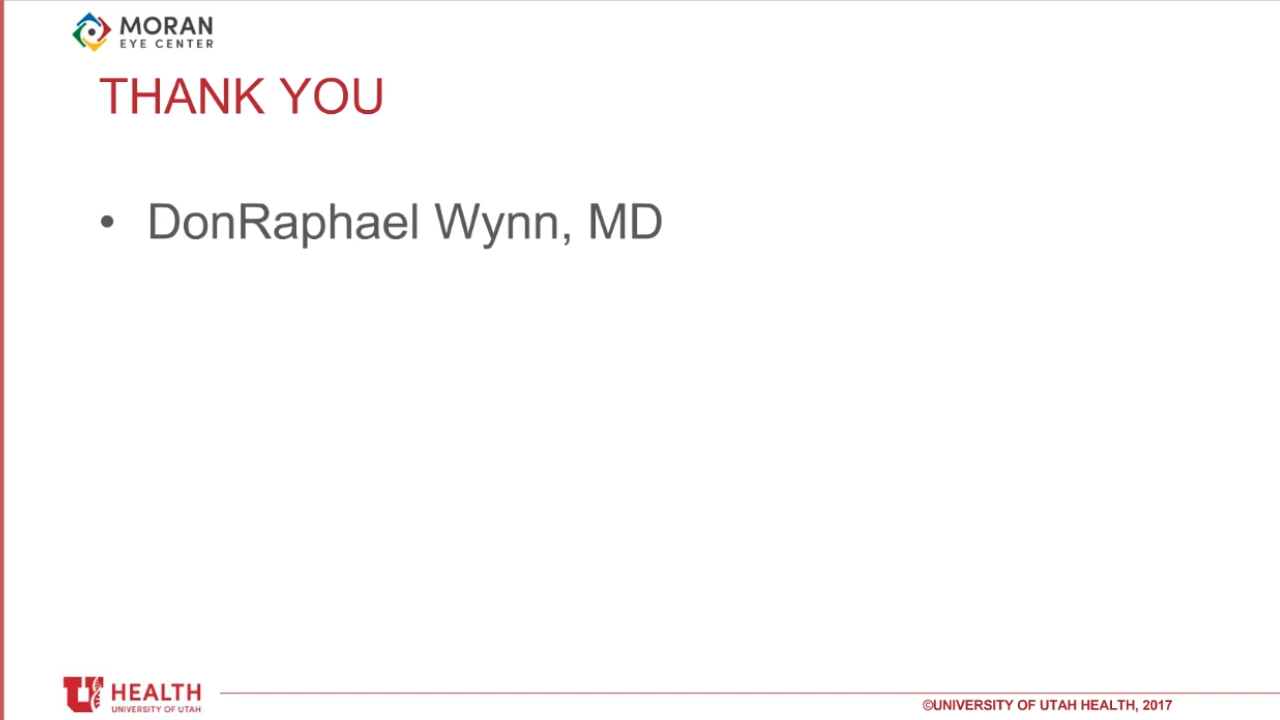 MORAN
EYE CENTER
THANK YOU
• DonRaphael Wynn, MD
U HEALTH
UNIVERSITY OF UTAH
©UNIVERSITY OF UTAH HEALTH, 2017